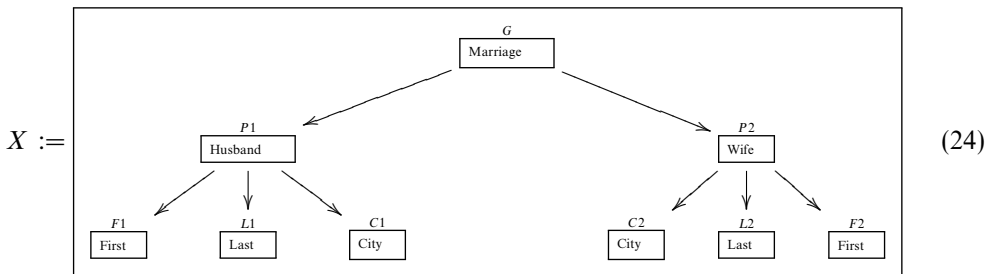 G
Marriage
X :=
(24)
P1
P2
Husband
Wife
F1 L1 C1 C2 L2 F2
First Last City City Last First